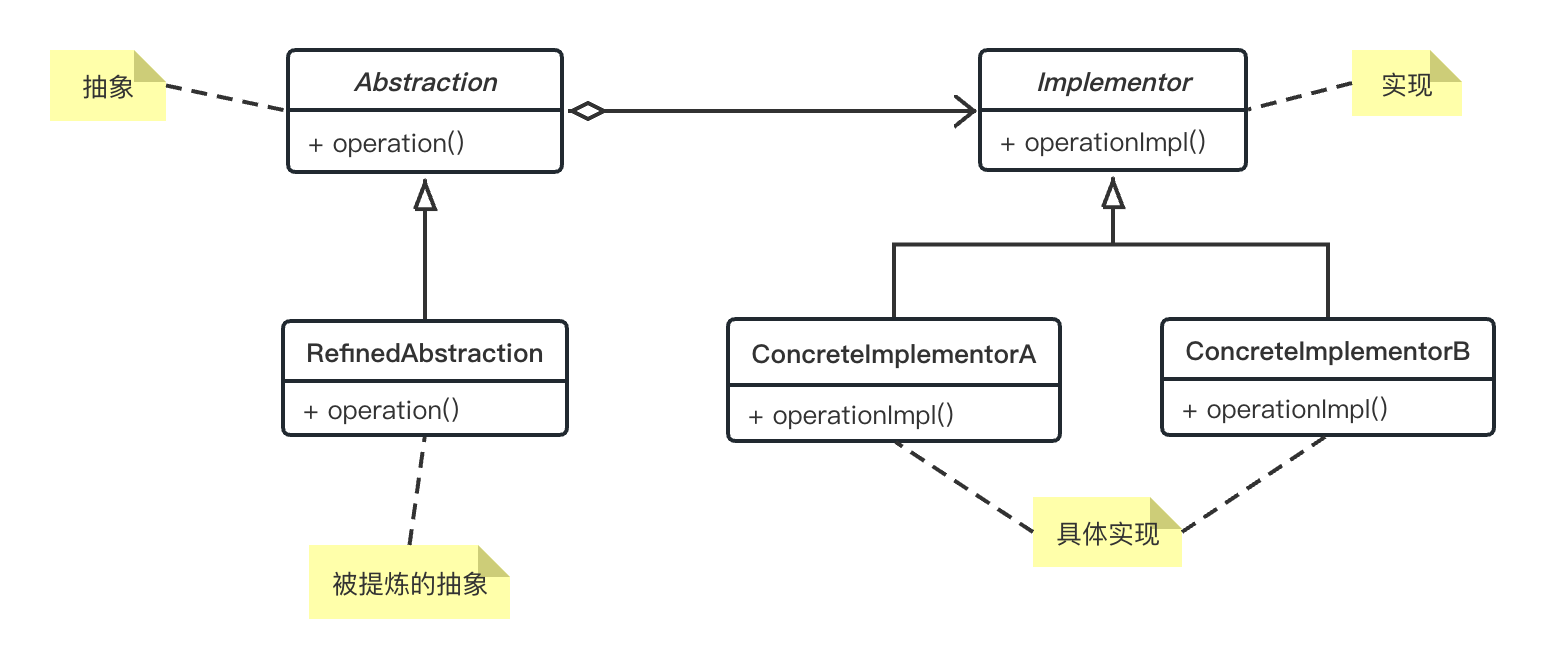 抽象
Abstraction
+ operation()
Implementor
+ operationImpl()
实现
RefinedAbstraction
+ operation()
ConcreteImplementorA
+ operationImpl()
ConcreteImplementorB
+ operationImpl()
具体实现
被提炼的抽象